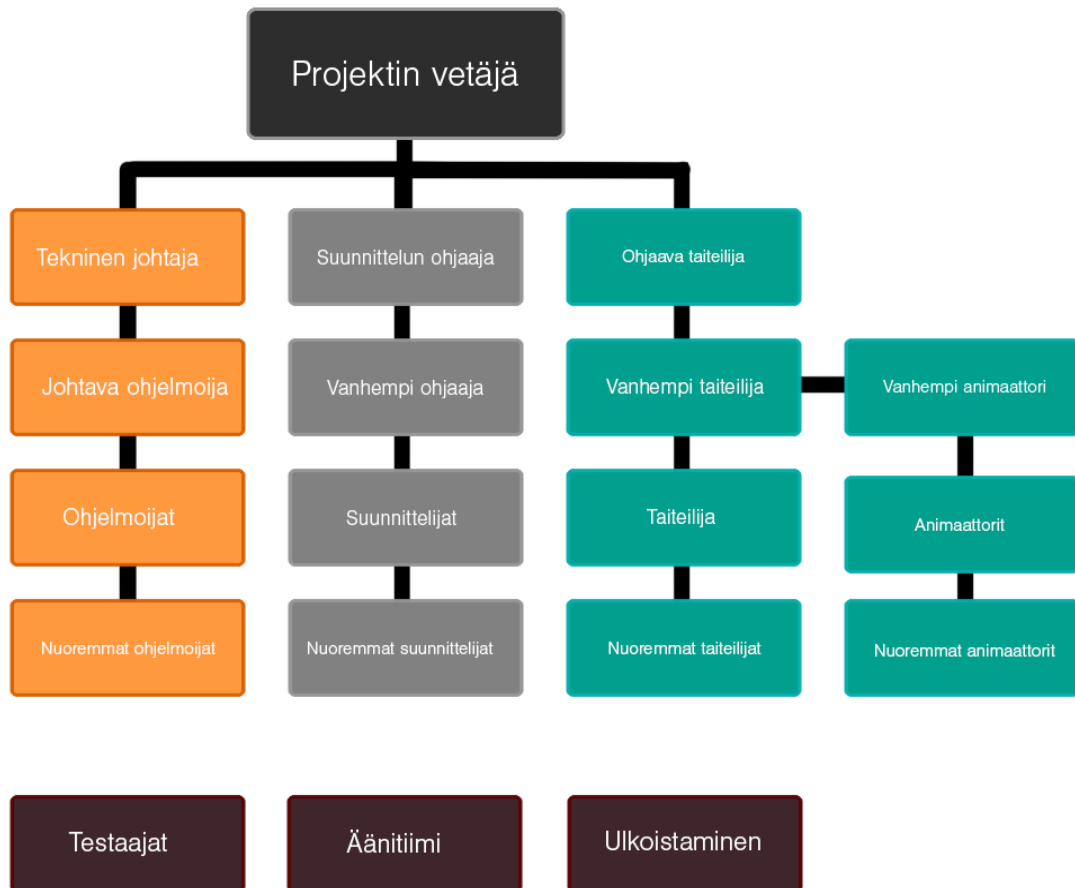 Projektin vetäjä
Tekninen johtaja
Suunnittelun ohjaaja
Ohjaava taiteilija
Johtava ohjelmoija
Vanhempi ohjaaja
Vanhempi taiteilija
Vanhempi animaattori
Ohjelmoijat
Suunnittelijat
Taiteilija
Animaattorit
Nuoremmat ohjelmoijat
Nuoremmat suunnittelijat
Nuoremmat taiteilijat
Nuoremmat animaattorit
Testaajat
Äänitiimi
Ulkoistaminen